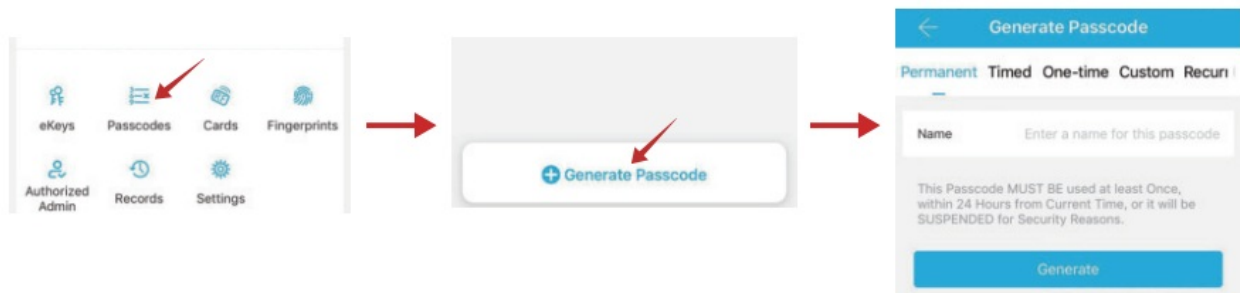 eKeys
Passcodes
Cards
Fingerprints
Authorized
Admin
Records
Settings
Generate Passcode
Generate Passcode
Permanent Timed One-time Custom Recurr
Name
Enter a name for this passcode
This Passcode MUST BE used at least Once,
within 24 Hours from Current Time, or it will be
SUSPENDED for Security Reasons.
Generate